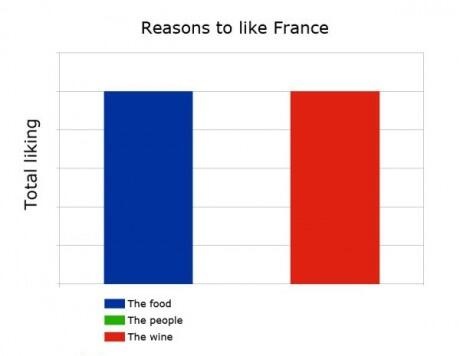 Reasons to like France
Total liking
The food
The people
The wine